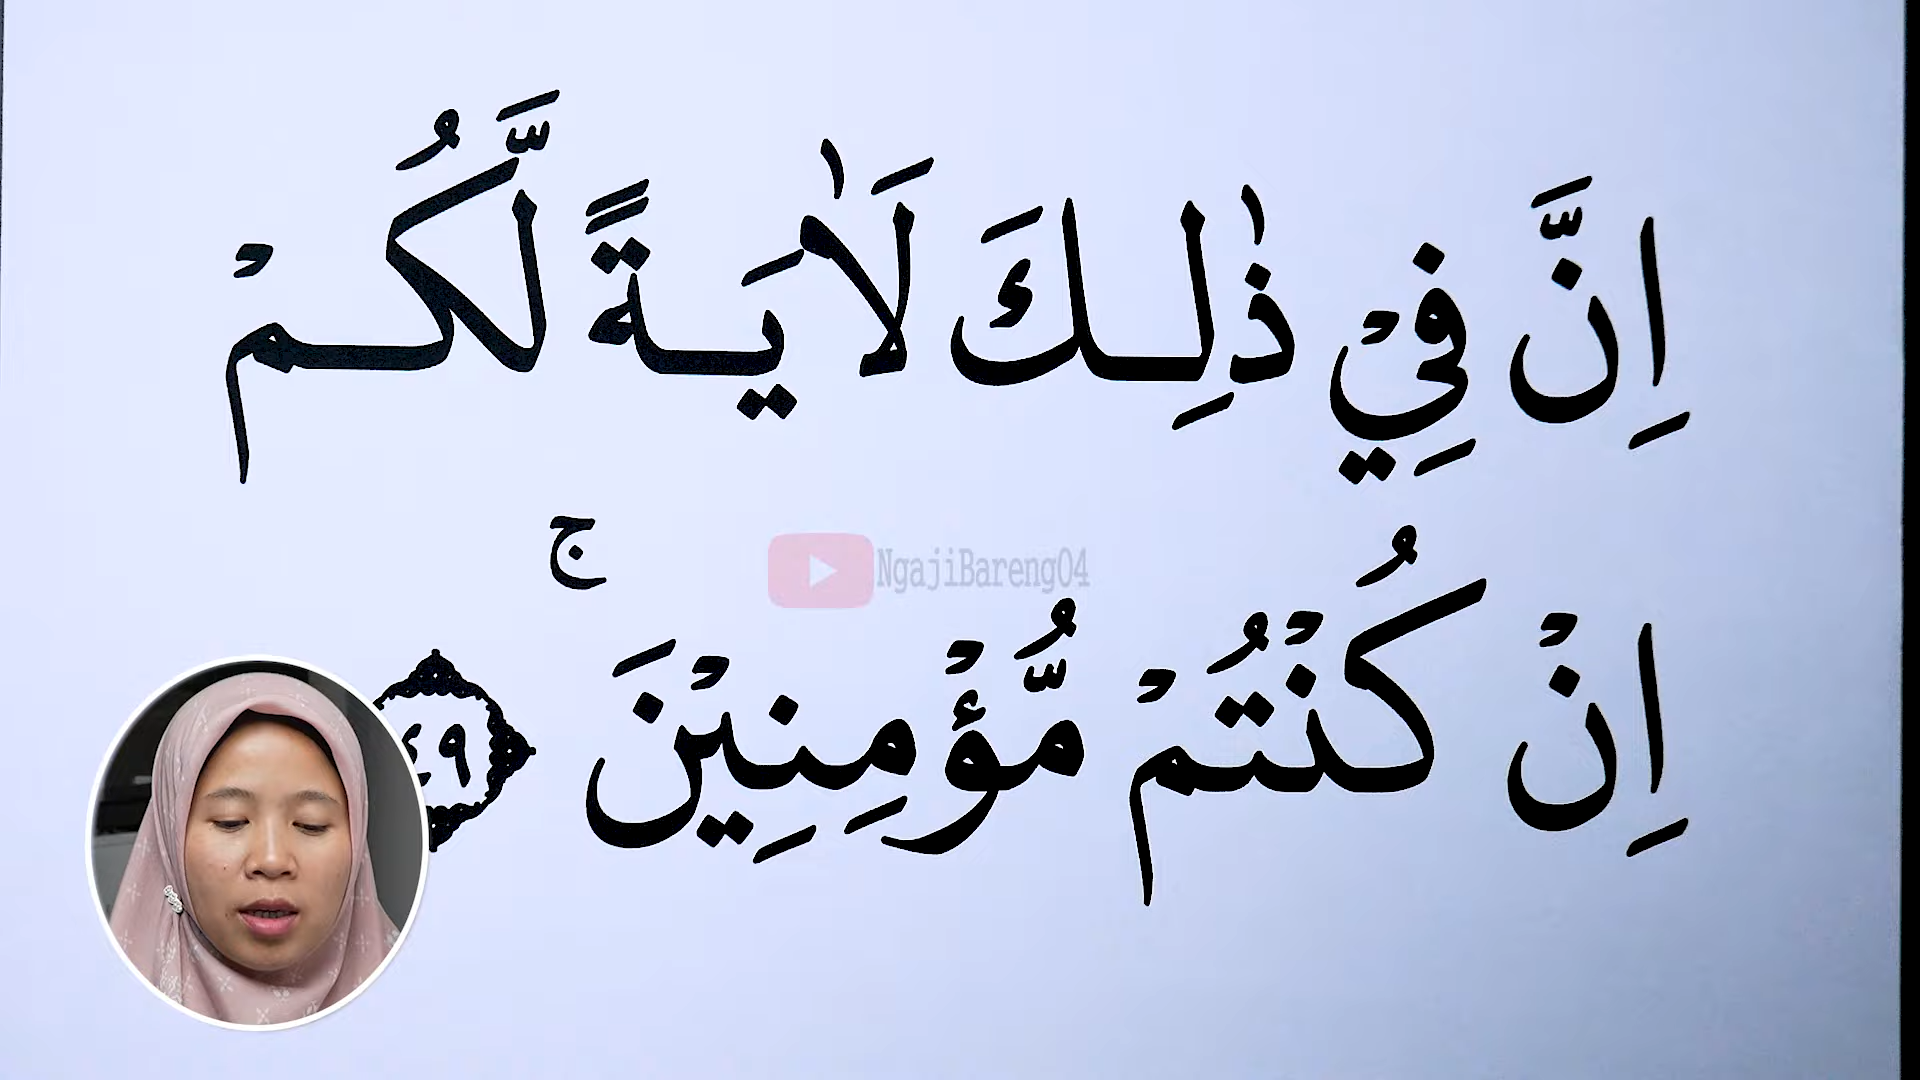 اِنَّ فِيْ ذٰلِكَ لَاٰيَةً لَّكُمْ
اِنْ كُنْتُمْ مُّؤْمِنِيْنَ ۚ ٤٩
NgajiBareng04